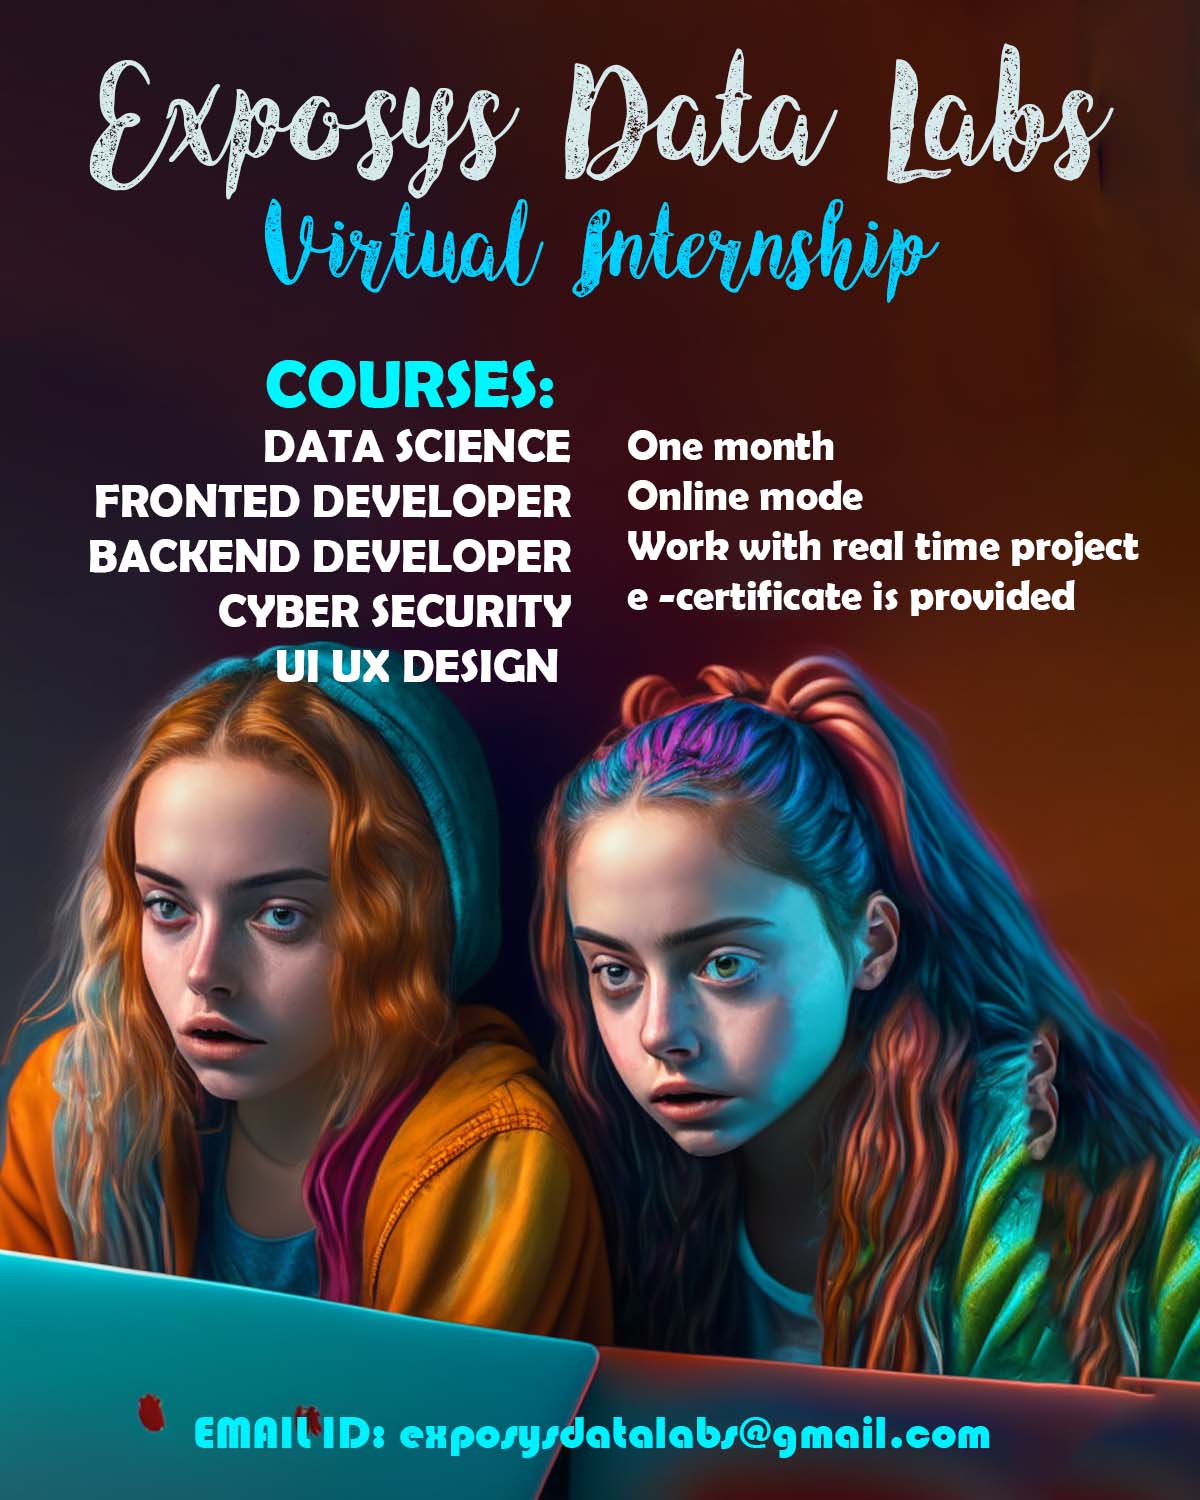 Exposys Data Labs
Virtual Internship
COURSES:
DATA SCIENCE
FRONTED DEVELOPER
BACKEND DEVELOPER
CYBER SECURITY
UI UX DESIGN
One month
Online mode
Work with real time project
e -certificate is provided
EMAIL ID: exposysdatalabs@gmail.com